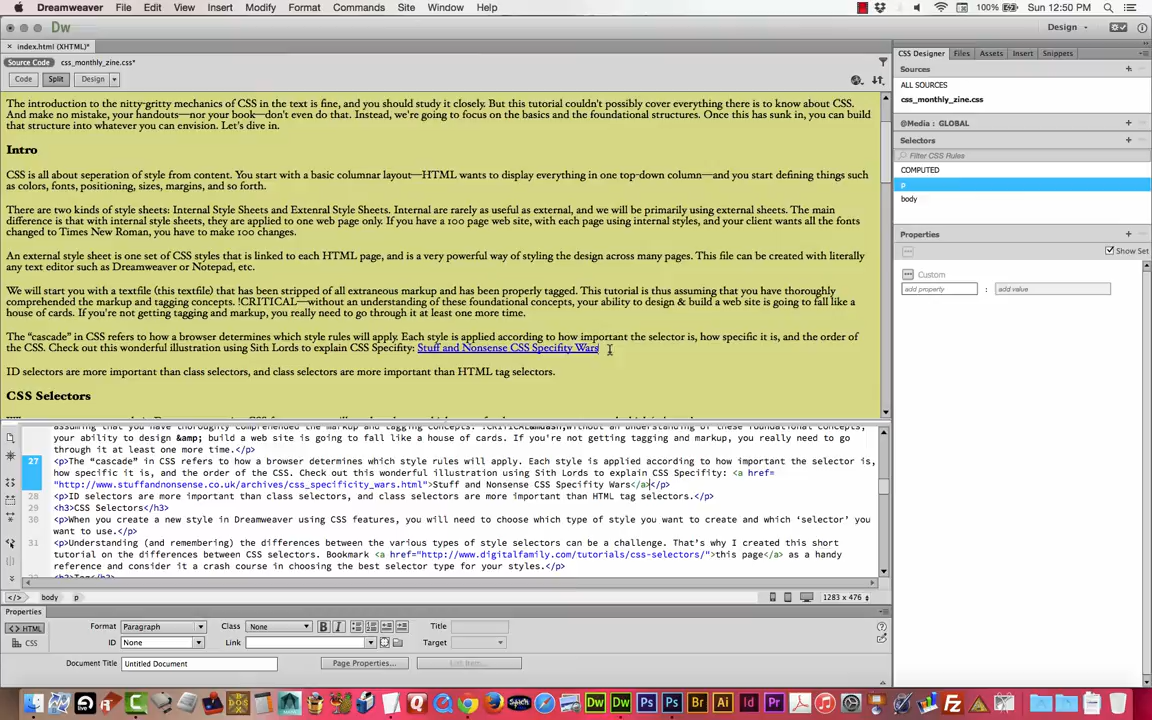 Dreamweaver File Edit View Insert Modify Format Commands Site Window Help 100% Sun 12:50 PM
Dw Design
index.html (XHTML)*
Source Code css_monthly_zine.css*
Code Split Design
The introduction to the nitty-gritty mechanics of CSS in the text is fine, and you should study it closely. But this tutorial couldn't possibly cover everything there is to know about CSS.
And make no mistake, your handouts—nor your book—don't even do that. Instead, we're going to focus on the basics and the foundational structures. Once this has sunk in, you can build
that structure into whatever you can envision. Let's dive in.
Intro
CSS is all about seperation of style from content. You start with a basic columnar layout—HTML wants to display everything in one top-down column—and you start defining things such
as colors, fonts, positioning, sizes, margins, and so forth.
There are two kinds of style sheets: Internal Style Sheets and Extenral Style Sheets. Internal are rarely as useful as external, and we will be primarily using external sheets. The main
difference is that with internal style sheets, they are applied to one web page only. If you have a 100 page web site, with each page using internal styles, and your client wants all the fonts
changed to Times New Roman, you have to make 100 changes.
An external style sheet is one set of CSS styles that is linked to each HTML page, and is a very powerful way of styling the design across many pages. This file can be created with literally
any text editor such as Dreamweaver or Notepad, etc.
We will start you with a textfile (this textfile) that has been stripped of all extraneous markup and has been properly tagged. This tutorial is thus assuming that you have thoroughly
comprehended the markup and tagging concepts. !CRITICAL—without an understanding of these foundational concepts, your ability to design & build a web site is going to fall like a
house of cards. If you're not getting tagging and markup, you really need to go through it at least one more time.
The “cascade” in CSS refers to how a browser determines which style rules will apply. Each style is applied according to how important the selector is, how specific it is, and the order of
the CSS. Check out this wonderful illustration using Sith Lords to explain CSS Specifity: Stuff and Nonsense CSS Specifity Wars
ID selectors are more important than class selectors, and class selectors are more important than HTML tag selectors.
CSS Selectors
your ability to design &amp; build a web site is going to fall like a house of cards. If you're not getting tagging and markup, you really need to go
through it at least one more time.</p>
27 <p>The “cascade” in CSS refers to how a browser determines which style rules will apply. Each style is applied according to how important the selector is,
how specific it is, and the order of the CSS. Check out this wonderful illustration using Sith Lords to explain CSS Specifity: <a href=
"http://www.stuffandnonsense.co.uk/archives/css_specificity_wars.html">Stuff and Nonsense CSS Specifity Wars</a></p>
28 <p>ID selectors are more important than class selectors, and class selectors are more important than HTML tag selectors.</p>
29 <h3>CSS Selectors</h3>
30 <p>When you create a new style in Dreamweaver using CSS features, you will need to choose which type of style you want to create and which ‘selector’ you
want to use.</p>
31 <p>Understanding (and remembering) the differences between the various types of style selectors can be a challenge. That’s why I created this short
tutorial on the differences between CSS selectors. Bookmark <a href="http://www.digitalfamily.com/tutorials/css-selectors/">this page</a> as a handy
reference and consider it a crash course in choosing the best selector type for your styles.</p>
body p 1283 x 476
Properties
<> HTML Format Paragraph Class None B I Title
CSS ID None Link Target
Document Title Untitled Document Page Properties... List Item...
CSS Designer Files Assets Insert Snippets
Sources
ALL SOURCES
css_monthly_zine.css
@Media : GLOBAL
Selectors
Filter CSS Rules
COMPUTED
p
body
Properties
Show Set
Custom
add property : add value
Dw Dw Ps Ps Br Ai Id Pr